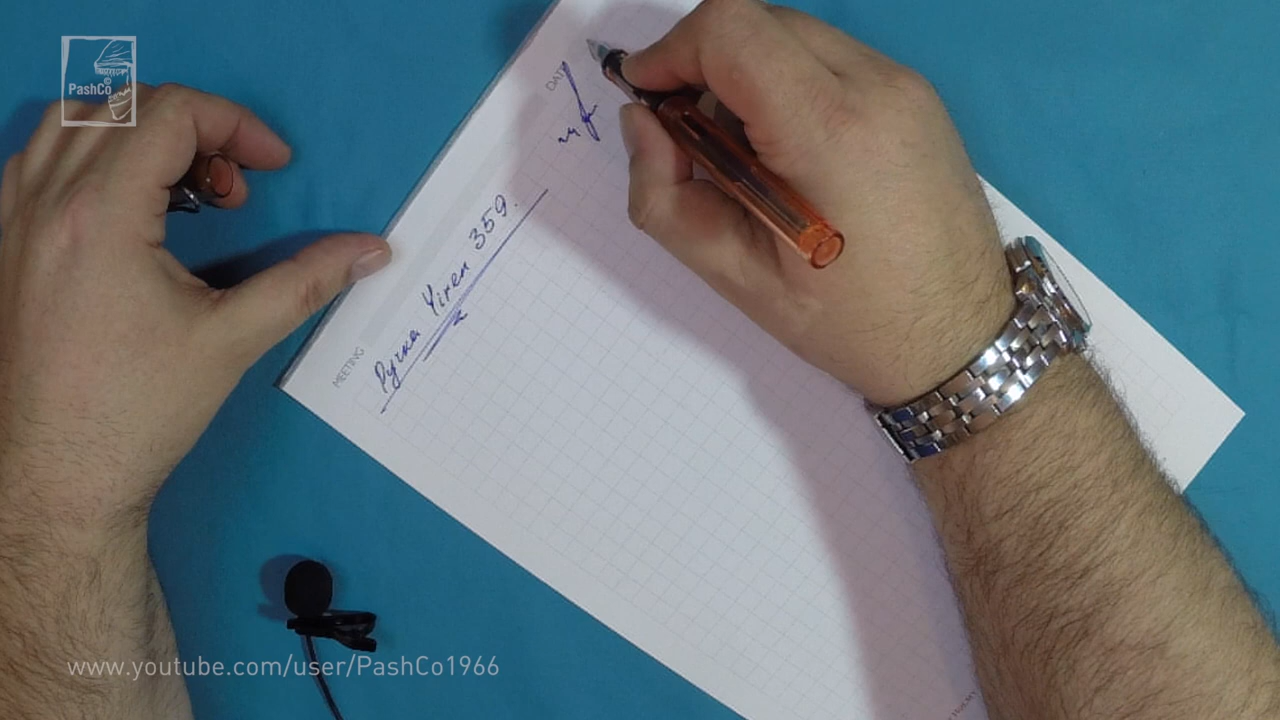 PashCo
DATE
MEETING
Ручка Yiren 359.
www.youtube.com/user/PashCo1966